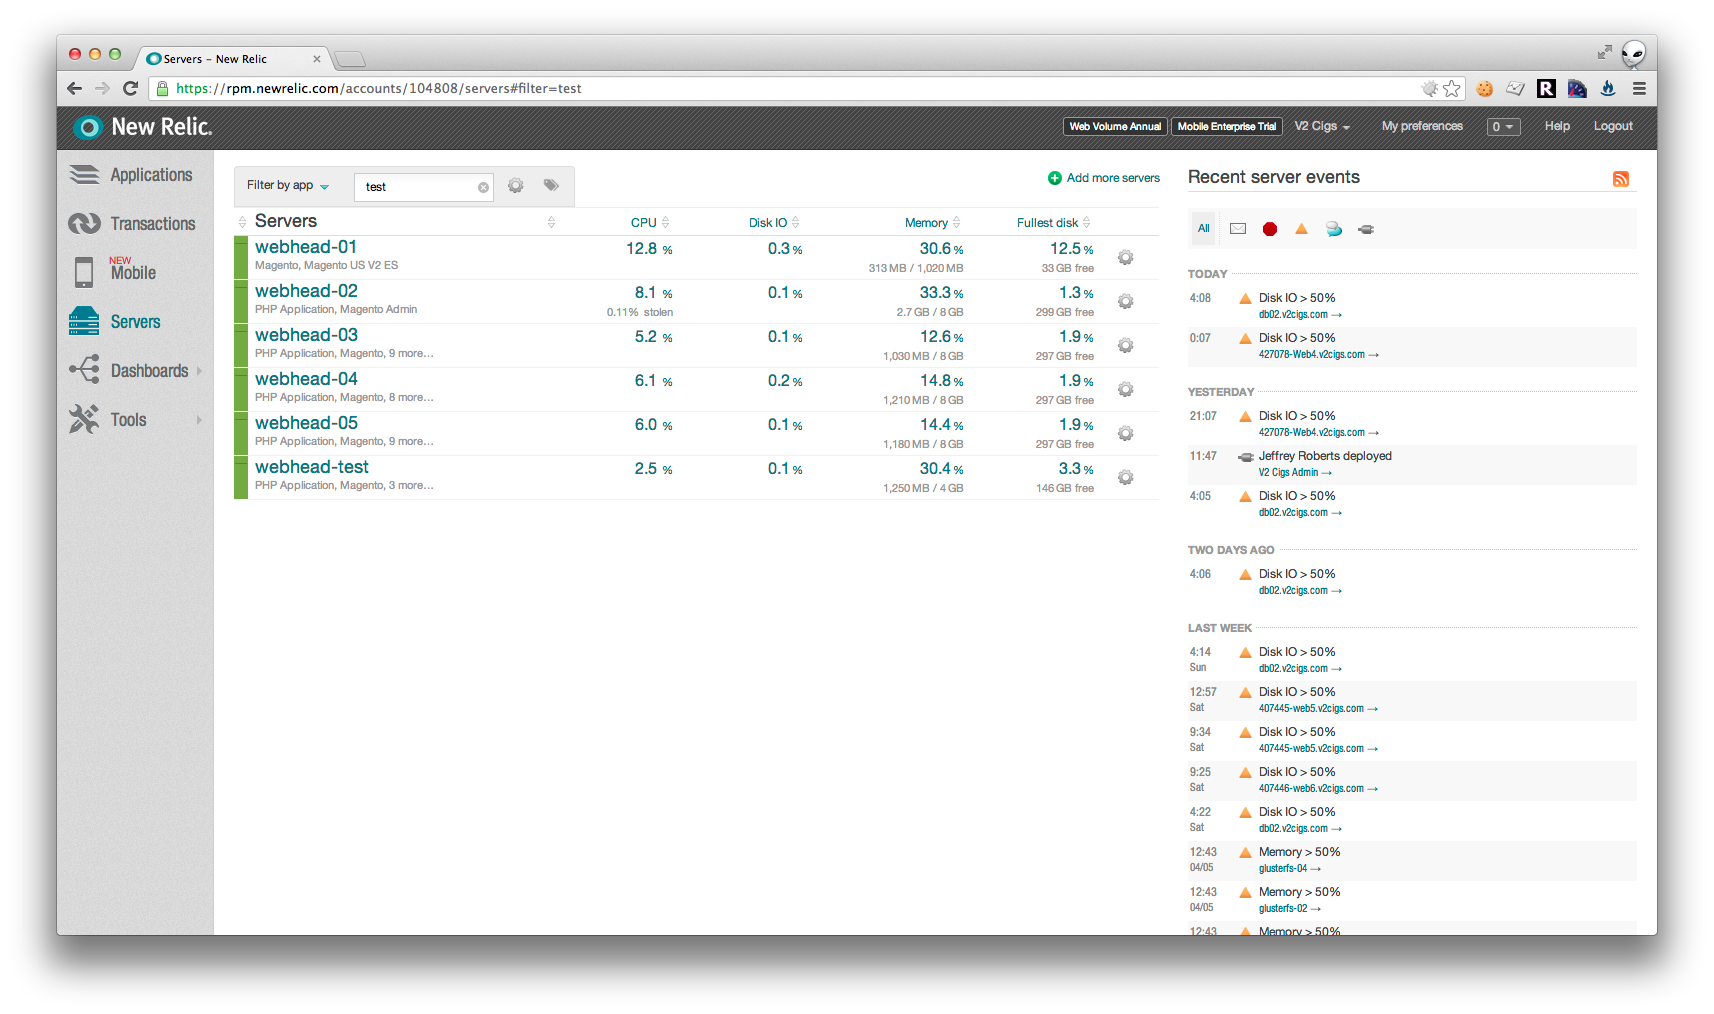 Servers – New Relic
https://rpm.newrelic.com/accounts/104808/servers#filter=test
R
New Relic.
Web Volume Annual
Mobile Enterprise Trial
V2 Cigs
My preferences
0
Help
Logout
Applications
Transactions
NEW
Mobile
Servers
Dashboards
Tools
Filter by app
test
Add more servers
Servers CPU Disk IO Memory Fullest disk
webhead-01 12.8 % 0.3 % 30.6 % 12.5 %
Magento, Magento US V2 ES 313 MB / 1,020 MB 33 GB free
webhead-02 8.1 % 0.1 % 33.3 % 1.3 %
PHP Application, Magento Admin 0.11% stolen 2.7 GB / 8 GB 299 GB free
webhead-03 5.2 % 0.1 % 12.6 % 1.9 %
PHP Application, Magento, 9 more... 1,030 MB / 8 GB 297 GB free
webhead-04 6.1 % 0.2 % 14.8 % 1.9 %
PHP Application, Magento, 8 more... 1,210 MB / 8 GB 297 GB free
webhead-05 6.0 % 0.1 % 14.4 % 1.9 %
PHP Application, Magento, 9 more... 1,180 MB / 8 GB 297 GB free
webhead-test 2.5 % 0.1 % 30.4 % 3.3 %
PHP Application, Magento, 3 more... 1,250 MB / 4 GB 146 GB free
Recent server events
All
TODAY
4:08 Disk IO > 50%
db02.v2cigs.com →
0:07 Disk IO > 50%
427078-Web4.v2cigs.com →
YESTERDAY
21:07 Disk IO > 50%
427078-Web4.v2cigs.com →
11:47 Jeffrey Roberts deployed
V2 Cigs Admin →
4:05 Disk IO > 50%
db02.v2cigs.com →
TWO DAYS AGO
4:06 Disk IO > 50%
db02.v2cigs.com →
LAST WEEK
4:14 Disk IO > 50%
Sun db02.v2cigs.com →
12:57 Disk IO > 50%
Sat 407445-web5.v2cigs.com →
9:34 Disk IO > 50%
Sat 407445-web5.v2cigs.com →
9:25 Disk IO > 50%
Sat 407446-web6.v2cigs.com →
4:22 Disk IO > 50%
Sat db02.v2cigs.com →
12:43 Memory > 50%
04/05 glusterfs-04 →
12:43 Memory > 50%
04/05 glusterfs-02 →
12:43 Memory > 50%